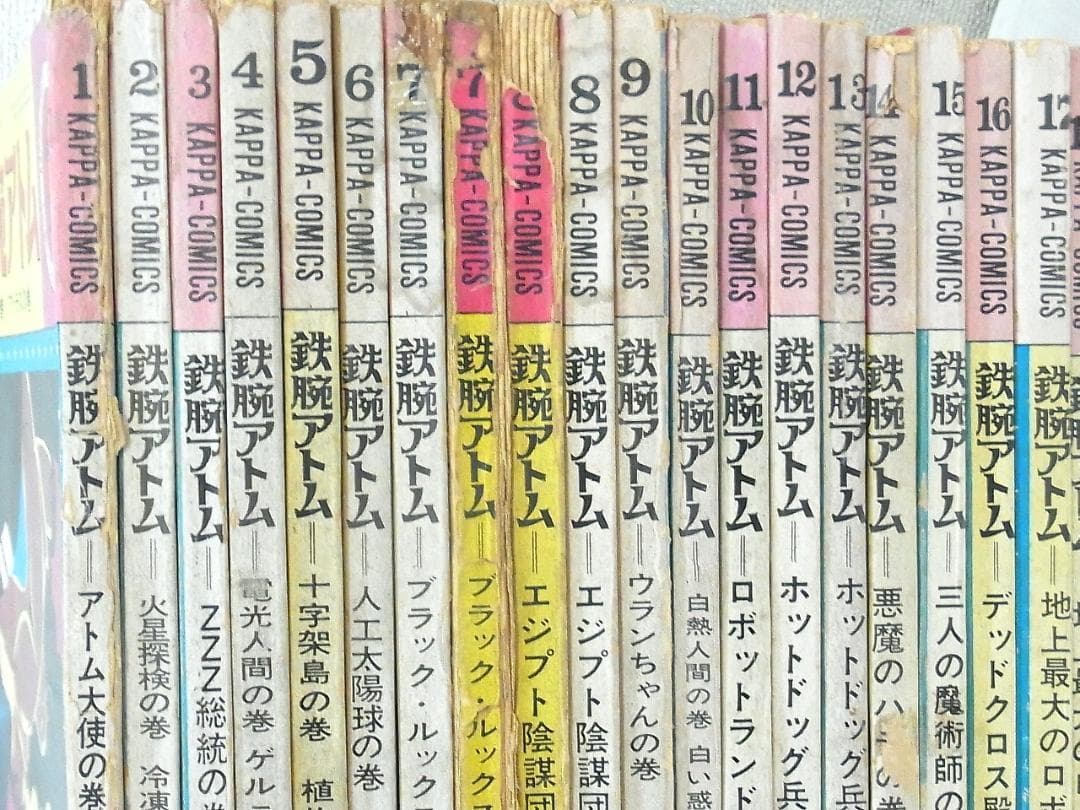 1 KAPPA-COMICS 鉄腕アトム=アトム大使の巻
2 KAPPA-COMICS 鉄腕アトム=火星探検の巻 冷凍
3 KAPPA-COMICS 鉄腕アトム=ZZZ総統の巻
4 KAPPA-COMICS 鉄腕アトム=電光人間の巻 ゲル
5 KAPPA-COMICS 鉄腕アトム=十字架島の巻 植
6 KAPPA-COMICS 鉄腕アトム=人工太陽球の巻
7 KAPPA-COMICS 鉄腕アトム=ブラック・ルックス
7 KAPPA-COMICS 鉄腕アトム=ブラック・ルックス
KAPPA-COMICS 鉄腕アトム=エジプト陰謀団
8 KAPPA-COMICS 鉄腕アトム=エジプト陰謀団
9 KAPPA-COMICS 鉄腕アトム=ウランちゃんの巻
10 KAPPA-COMICS 鉄腕アトム=白熱人間の巻 白い惑
11 KAPPA-COMICS 鉄腕アトム=ロボットランド
12 KAPPA-COMICS 鉄腕アトム=ホットドッグ兵
13 KAPPA-COMICS 鉄腕アトム=ホットドッグ兵
14 KAPPA-COMICS 鉄腕アトム=悪魔のハ の巻
15 KAPPA-COMICS 鉄腕アトム=三人の魔術師の
16 KAPPA-COMICS 鉄腕アトム=デッドクロス殿
17 KAPPA-COMICS 鉄腕アトム=地上最大のロボ